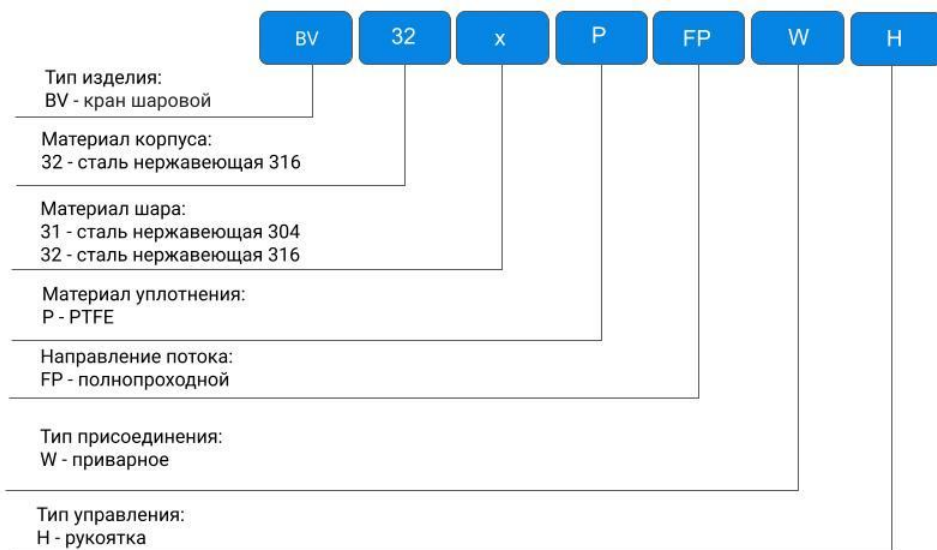 BV 32 x P FP W H
Тип изделия:
BV - кран шаровой
Материал корпуса:
32 - сталь нержавеющая 316
Материал шара:
31 - сталь нержавеющая 304
32 - сталь нержавеющая 316
Материал уплотнения:
P - PTFE
Направление потока:
FP - полнопроходной
Тип присоединения:
W - приварное
Тип управления:
H - рукоятка